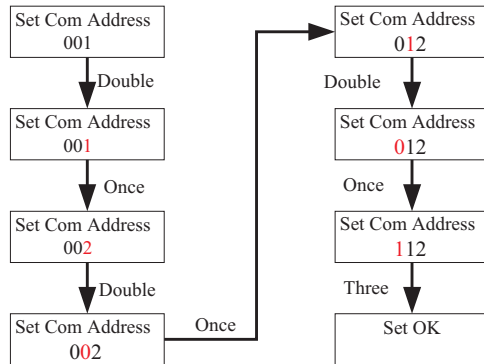 Set Com Address
001
Double
Set Com Address
001
Once
Set Com Address
002
Double
Set Com Address
002
Once
Set Com Address
012
Double
Set Com Address
012
Once
Set Com Address
112
Three
Set OK